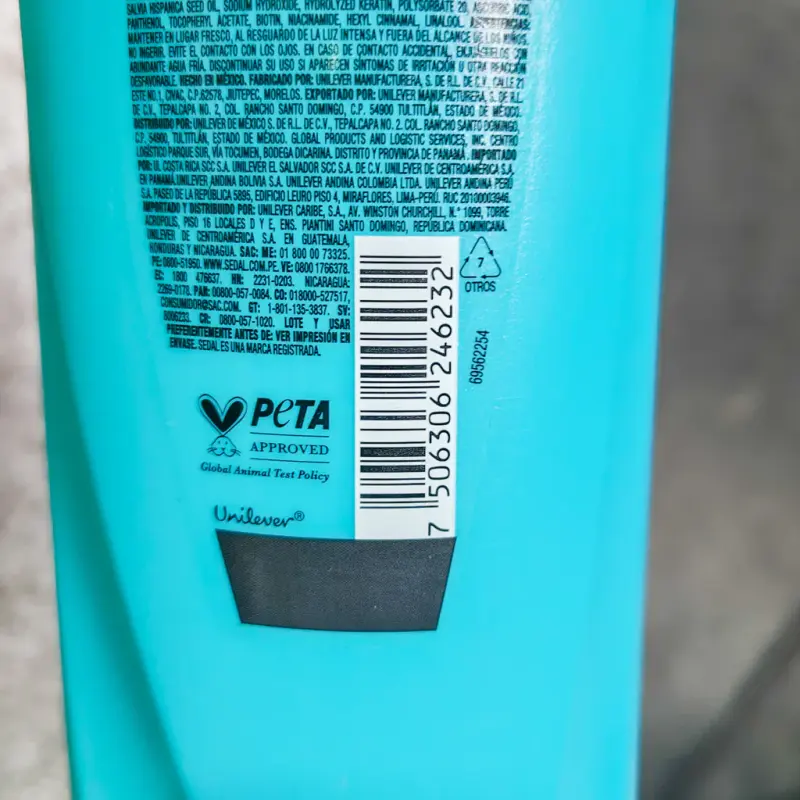 SALVIA HISPANICA SEED OIL, SODIUM HYDROXIDE, HYDROLYZED KERATIN, POLYSORBATE 20, ASCORBIC ACID,
PANTHENOL, TOCOPHERYL ACETATE, BIOTIN, NIACINAMIDE, HEXYL CINNAMAL, LINALOOL. ADVERTENCIAS:
MANTENER EN LUGAR FRESCO, AL RESGUARDO DE LA LUZ INTENSA Y FUERA DEL ALCANCE DE LOS NIÑOS.
NO INGERIR. EVITE EL CONTACTO CON LOS OJOS. EN CASO DE CONTACTO ACCIDENTAL, ENJUÁGUELOS CON
ABUNDANTE AGUA FRÍA. DISCONTINUAR SU USO SI APARECEN SÍNTOMAS DE IRRITACIÓN U OTRA REACCIÓN
DESFAVORABLE. HECHO EN MÉXICO. FABRICADO POR: UNILEVER MANUFACTURERA, S. DE R.L. DE C.V. CALLE 21
ESTE NO.1, CIVAC, C.P.62578, JIUTEPEC, MORELOS. EXPORTADO POR: UNILEVER MANUFACTURERA, S. DE R.L.
DE C.V., TEPALCAPA NO. 2, COL. RANCHO SANTO DOMINGO, C.P. 54900 TULTITLÁN, ESTADO DE MÉXICO.
DISTRIBUIDO POR: UNILEVER DE MÉXICO S. DE R.L. DE C.V., TEPALCAPA NO. 2. COL. RANCHO SANTO DOMINGO,
C.P. 54900, TULTITLÁN, ESTADO DE MÉXICO. GLOBAL PRODUCTS AND LOGISTIC SERVICES, INC. CENTRO
LOGÍSTICO PARQUE SUR, VÍA TOCUMEN, BODEGA DICARINA. DISTRITO Y PROVINCIA DE PANAMÁ. IMPORTADO
POR: UL COSTA RICA SCC S.A. UNILEVER EL SALVADOR SCC S.A. DE C.V. UNILEVER DE CENTROAMÉRICA S.A.
EN PANAMÁ.UNILEVER ANDINA BOLIVIA S.A. UNILEVER ANDINA COLOMBIA LTDA. UNILEVER ANDINA PERÚ
S.A. PASEO DE LA REPÚBLICA 5895, EDIFICIO LEURO PISO 4, MIRAFLORES, LIMA-PERÚ. RUC 20100003946.
IMPORTADO Y DISTRIBUIDO POR: UNILEVER CARIBE, S.A., AV. WINSTON CHURCHILL, N.° 1099, TORRE
ACRÓPOLIS, PISO 16 LOCALES D Y E, ENS. PIANTINI SANTO DOMINGO, REPÚBLICA DOMINICANA.
UNILEVER DE CENTROAMÉRICA S.A. EN GUATEMALA,
HONDURAS Y NICARAGUA. SAC: ME: 01 800 00 73325.
PE: 0800-51950. WWW.SEDAL.COM.PE. VE: 0800 1766378.
EC: 1800 476637. HN: 2231-0203. NICARAGUA:
2269-0178. PAN: 00800-057-0084. CO: 018000-527517,
CONSUMIDOR@SAC.COM. GT: 1-801-135-3837. SV:
8006233. CR: 0800-057-1020. LOTE Y USAR
PREFERENTEMENTE ANTES DE: VER IMPRESIÓN EN
ENVASE. SEDAL ES UNA MARCA REGISTRADA.
7
OTROS
69562254
7 506306 246232
PETA
APPROVED
Global Animal Test Policy
Unilever®